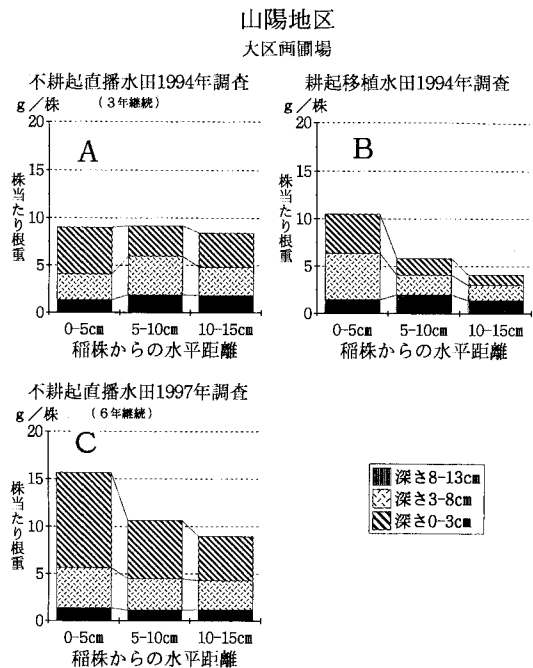 山陽地区
大区画圃場
不耕起直播水田1994年調査
g／株 （3年継続）
A
20
15
10
5
0
株当たり根重
0-5cm 5-10cm 10-15cm
稲株からの水平距離
耕起移植水田1994年調査
g／株
B
20
15
10
5
0
株当たり根重
0-5cm 5-10cm 10-15cm
稲株からの水平距離
不耕起直播水田1997年調査
g／株 （6年継続）
C
20
15
10
5
0
株当たり根重
0-5cm 5-10cm 10-15cm
稲株からの水平距離
深さ8-13cm
深さ3-8cm
深さ0-3cm